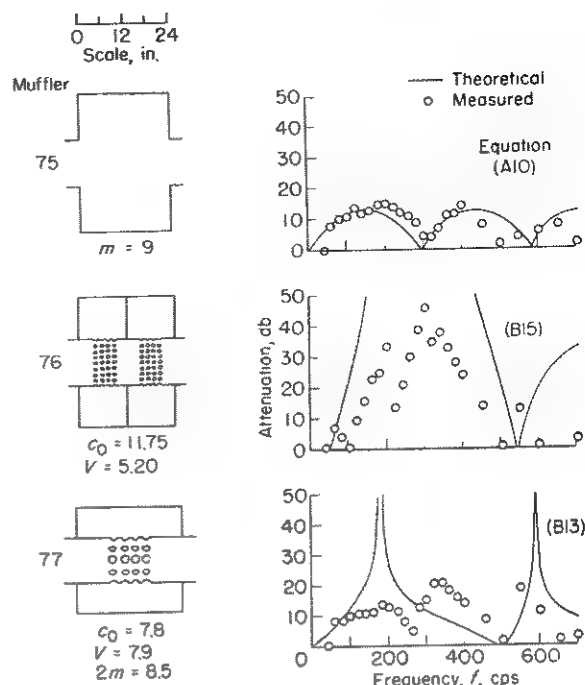 0 12 24
Scale, in.
Muffler
75
m = 9
76
c0 = 11.75
V = 5.20
77
c0 = 7.8
V = 7.9
2m = 8.5
Theoretical
Measured
50
40
30
20
10
0
Equation
(A10)
50
40
30
20
10
0
(B15)
Attenuation, db
50
40
30
20
10
0
(B13)
200 400 600
Frequency, f, cps